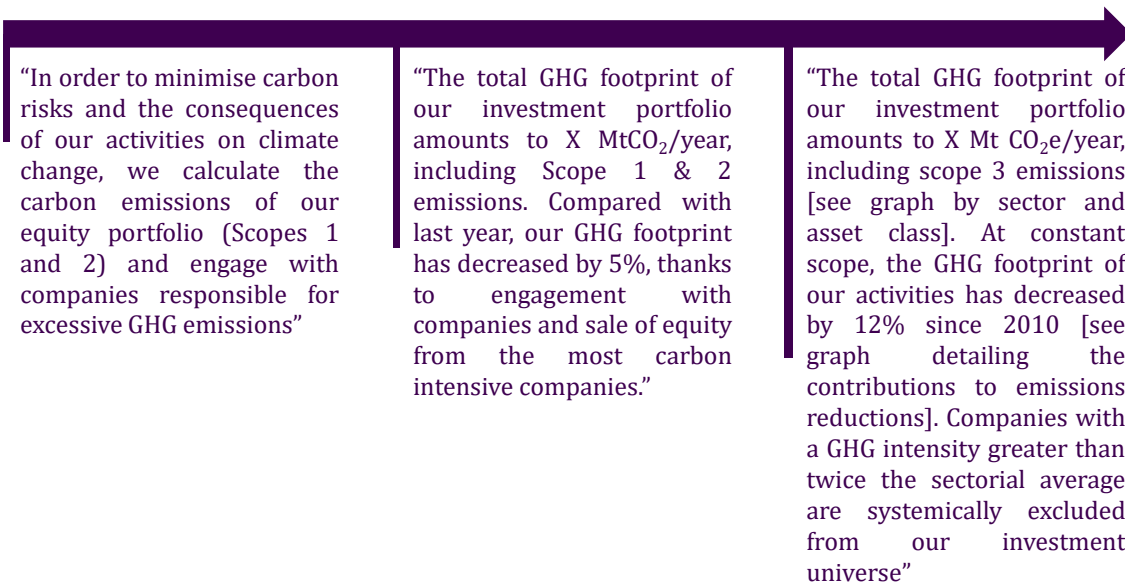 “In order to minimise carbon
risks and the consequences
of our activities on climate
change, we calculate the
carbon emissions of our
equity portfolio (Scopes 1
and 2) and engage with
companies responsible for
excessive GHG emissions”
“The total GHG footprint of
our investment portfolio
amounts to X MtCO₂/year,
including Scope 1 & 2
emissions. Compared with
last year, our GHG footprint
has decreased by 5%, thanks
to engagement with
companies and sale of equity
from the most carbon
intensive companies.”
“The total GHG footprint of
our investment portfolio
amounts to X Mt CO₂e/year,
including scope 3 emissions
[see graph by sector and
asset class]. At constant
scope, the GHG footprint of
our activities has decreased
by 12% since 2010 [see
graph detailing the
contributions to emissions
reductions]. Companies with
a GHG intensity greater than
twice the sectorial average
are systemically excluded
from our investment
universe”